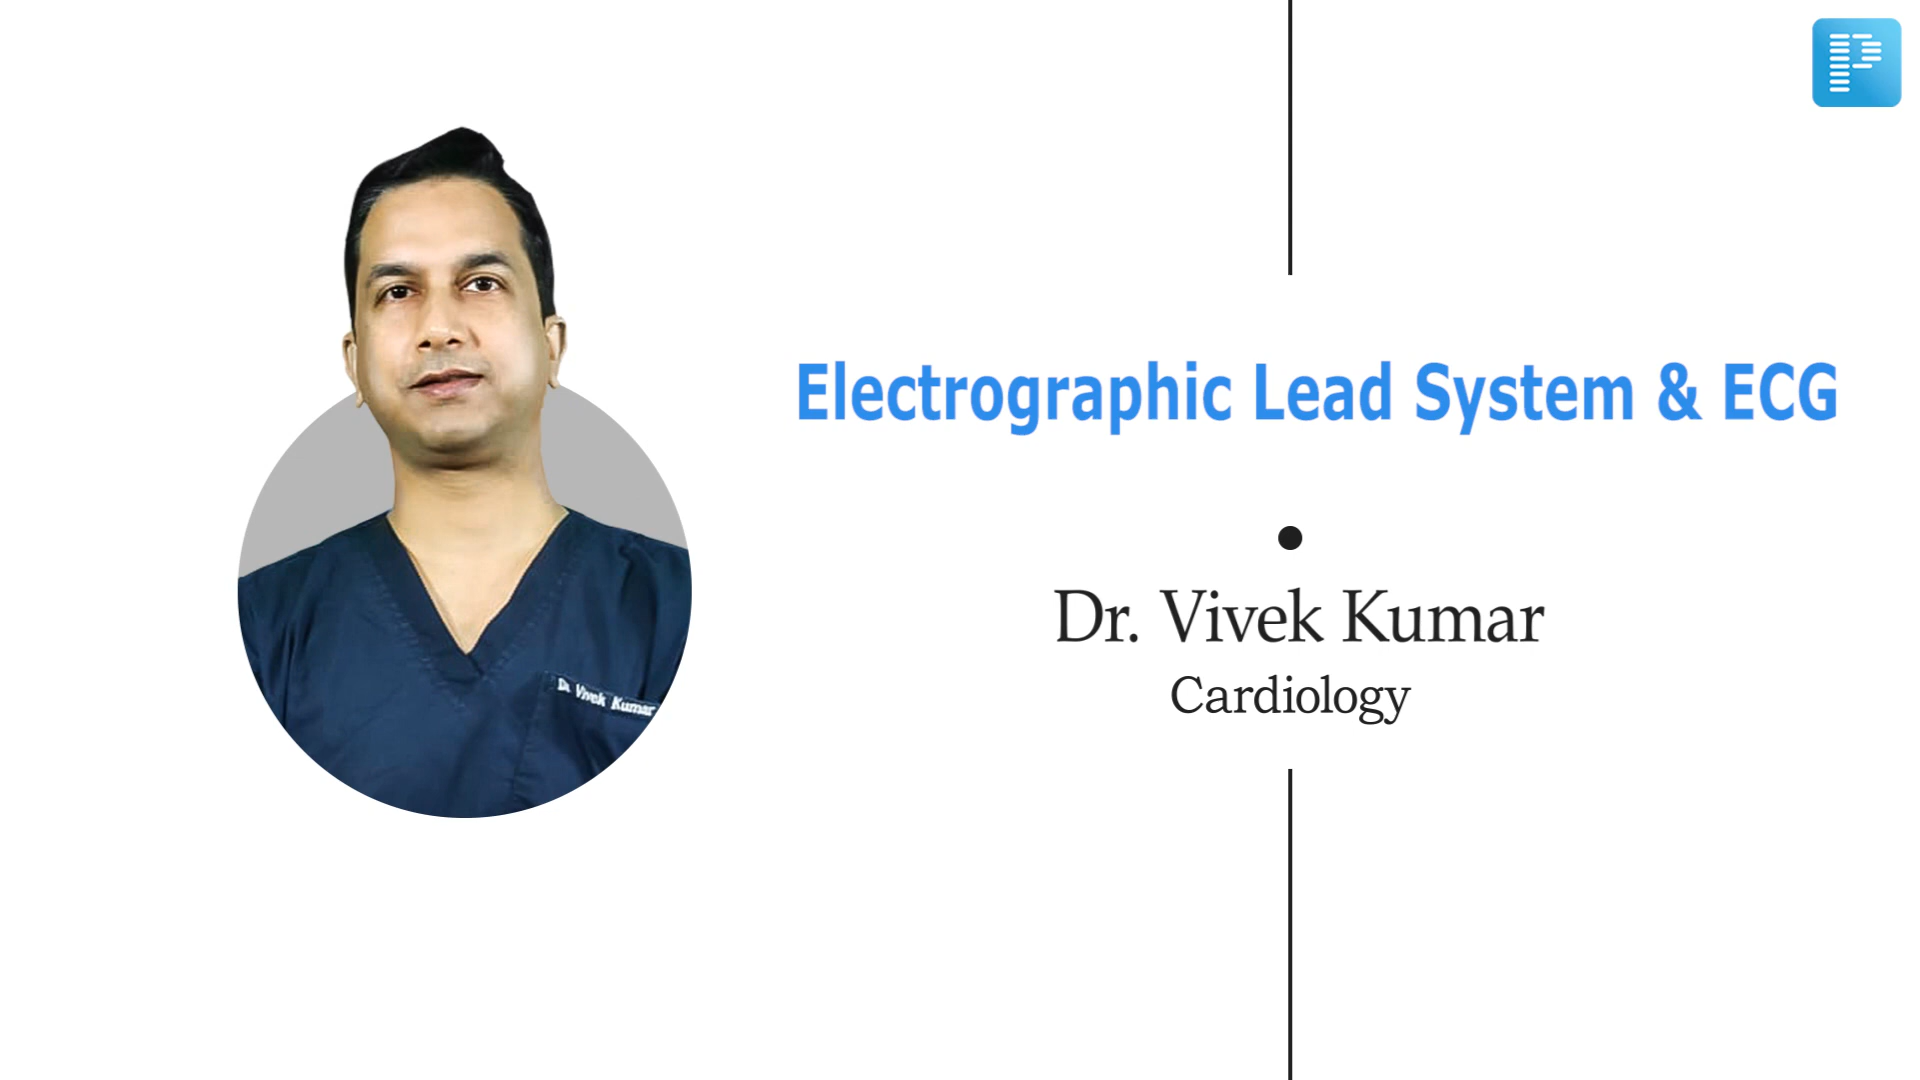 Electrographic Lead System & ECG
Dr. Vivek Kumar
Cardiology
Dr. Vivek Kumar
P